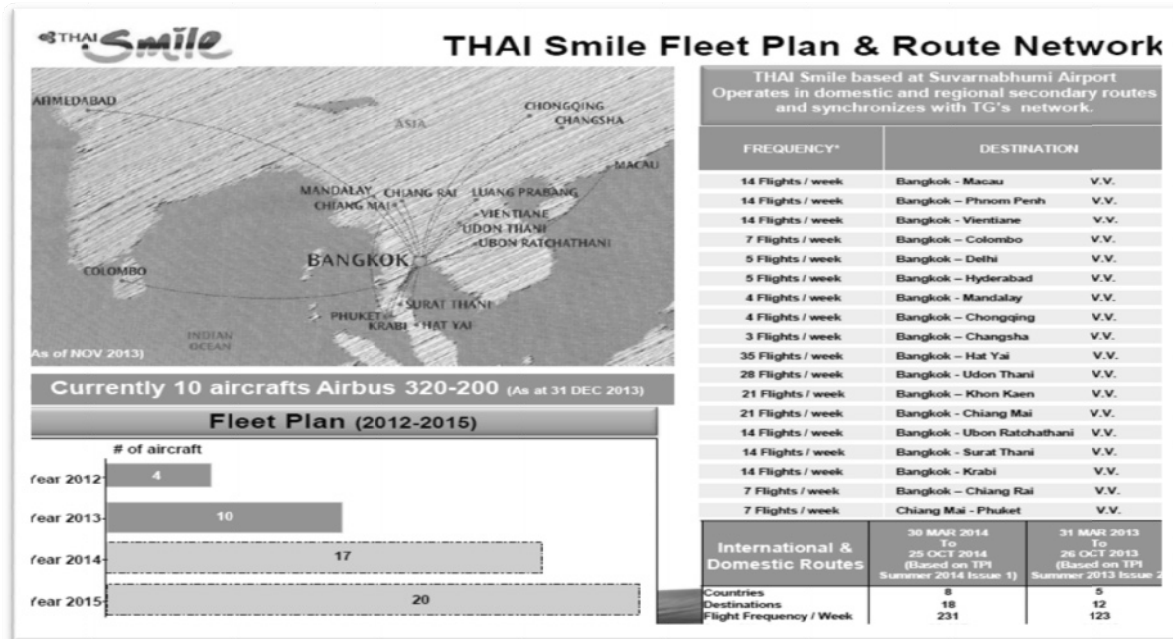 THAI Smile
THAI Smile Fleet Plan & Route Network
AHMEDABAD
CHONGQING
CHANGSHA
ASIA
MACAU
MANDALAY
CHIANG RAI
LUANG PRABANG
CHIANG MAI
VIENTIANE
UDON THANI
UBON RATCHATHANI
BANGKOK
COLOMBO
SURAT THANI
PHUKET
KRABI
HAT YAI
INDIAN
OCEAN
As of NOV 2013)
Currently 10 aircrafts Airbus 320-200 (As at 31 DEC 2013)
Fleet Plan (2012-2015)
# of aircraft
Year 2012 4
Year 2013 10
Year 2014 17
Year 2015 20
THAI Smile based at Suvarnabhumi Airport
Operates in domestic and regional secondary routes
and synchronizes with TG's network.
FREQUENCY* DESTINATION
14 Flights / week Bangkok - Macau V.V.
14 Flights / week Bangkok – Phnom Penh V.V.
14 Flights / week Bangkok - Vientiane V.V.
7 Flights / week Bangkok – Colombo V.V.
5 Flights / week Bangkok – Delhi V.V.
5 Flights / week Bangkok – Hyderabad V.V.
4 Flights / week Bangkok - Mandalay V.V.
4 Flights / week Bangkok – Chongqing V.V.
3 Flights / week Bangkok – Changsha V.V.
35 Flights / week Bangkok – Hat Yai V.V.
28 Flights / week Bangkok - Udon Thani V.V.
21 Flights / week Bangkok – Khon Kaen V.V.
21 Flights / week Bangkok - Chiang Mai V.V.
14 Flights / week Bangkok - Ubon Ratchathani V.V.
14 Flights / week Bangkok - Surat Thani V.V.
14 Flights / week Bangkok - Krabi V.V.
7 Flights / week Bangkok – Chiang Rai V.V.
7 Flights / week Chiang Mai - Phuket V.V.
International &
Domestic Routes
30 MAR 2014
To
25 OCT 2014
(Based on TPI
Summer 2014 Issue 1)
31 MAR 2013
To
26 OCT 2013
(Based on TPI
Summer 2013 Issue 2
Countries 8 5
Destinations 18 12
Flight Frequency / Week 231 123